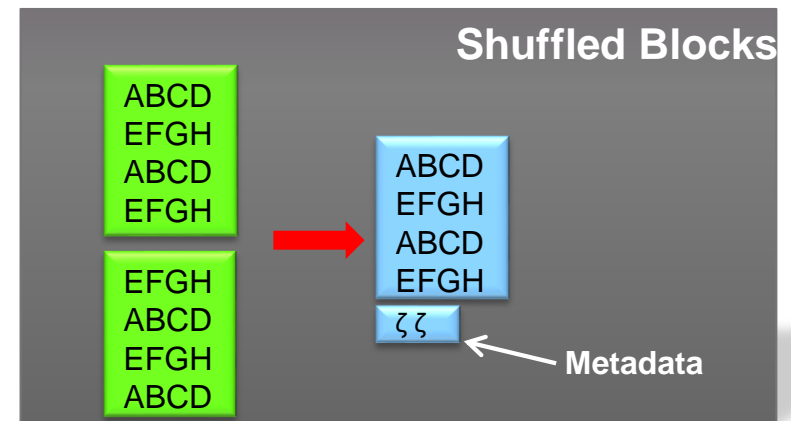 Shuffled Blocks
ABCD
EFGH
ABCD
EFGH
EFGH
ABCD
EFGH
ABCD
ABCD
EFGH
ABCD
EFGH
ζ ζ
Metadata